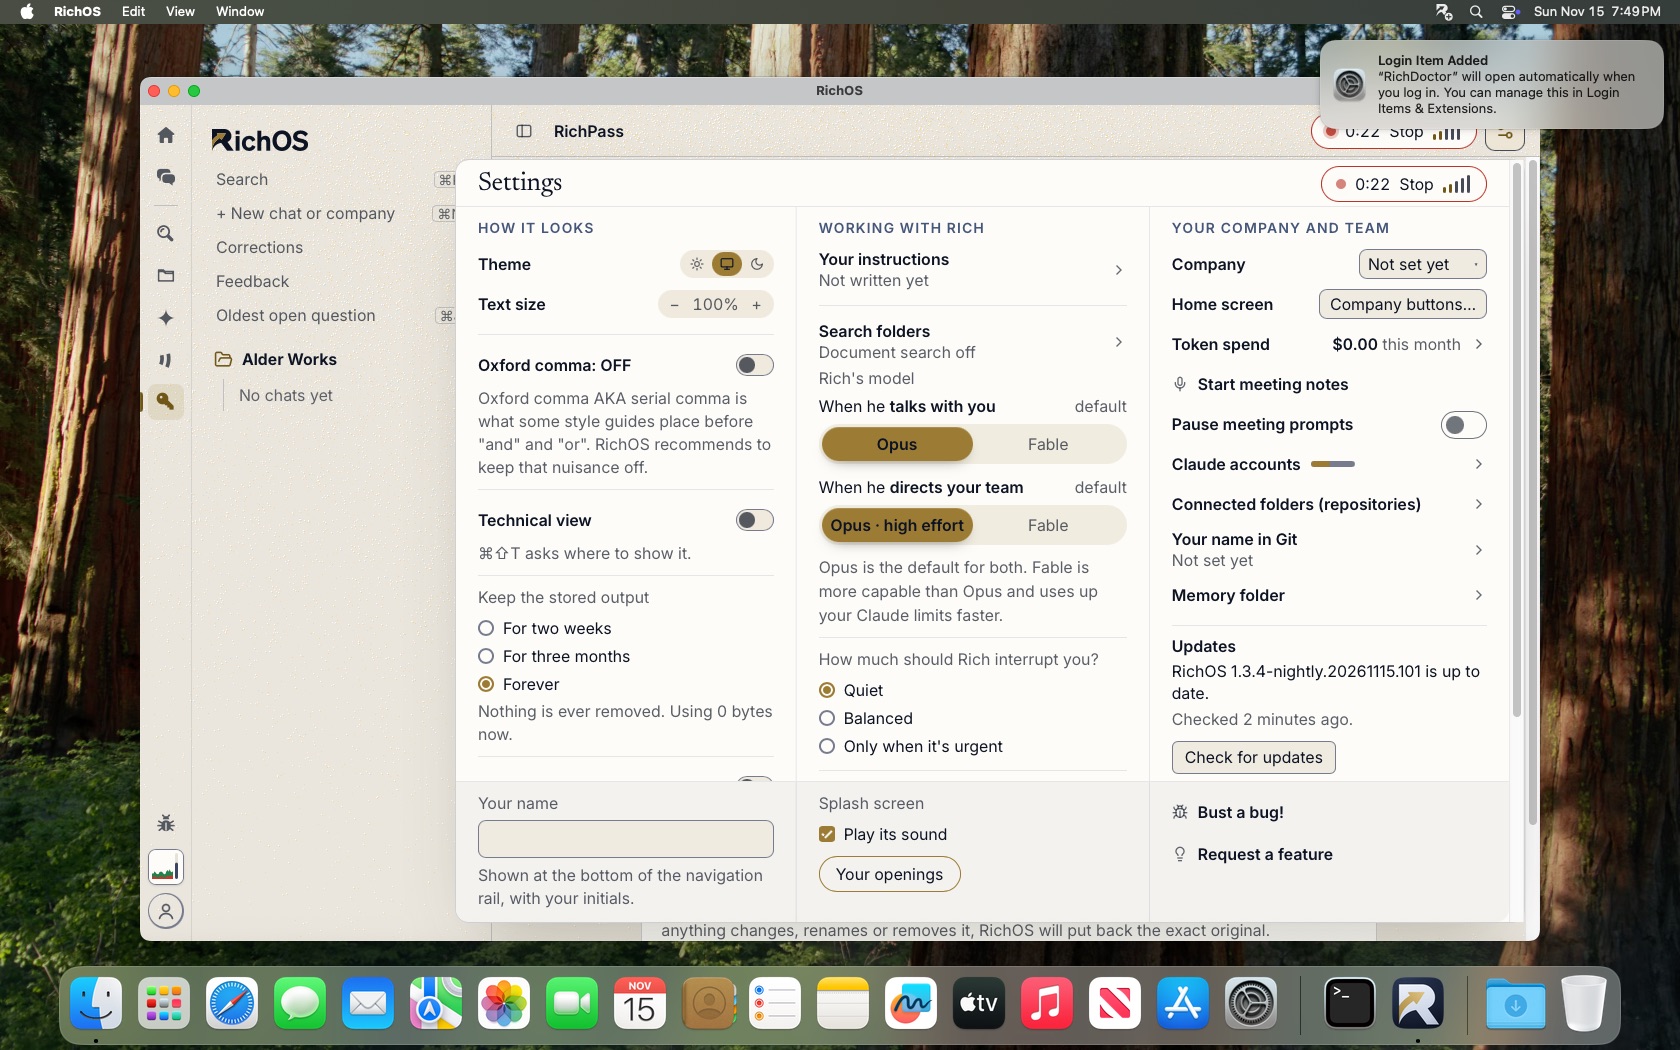 RichOS Edit View Window
Sun Nov 15 7:49 PM
Login Item Added
“RichDoctor” will open automatically when
you log in. You can manage this in Login
Items & Extensions.
RichOS
RichOS
Search
+ New chat or company
Corrections
Feedback
Oldest open question
Alder Works
No chats yet
RichPass
0:22 Stop
Settings
0:22 Stop
HOW IT LOOKS
Theme
Text size
− 100% +
Oxford comma: OFF
Oxford comma AKA serial comma is
what some style guides place before
"and" and "or". RichOS recommends to
keep that nuisance off.
Technical view
⌘⇧T asks where to show it.
Keep the stored output
For two weeks
For three months
Forever
Nothing is ever removed. Using 0 bytes
now.
Your name
Shown at the bottom of the navigation
rail, with your initials.
WORKING WITH RICH
Your instructions
Not written yet
Search folders
Document search off
Rich's model
When he talks with you default
Opus Fable
When he directs your team default
Opus · high effort Fable
Opus is the default for both. Fable is
more capable than Opus and uses up
your Claude limits faster.
How much should Rich interrupt you?
Quiet
Balanced
Only when it's urgent
Splash screen
Play its sound
Your openings
YOUR COMPANY AND TEAM
Company Not set yet
Home screen Company buttons...
Token spend $0.00 this month
Start meeting notes
Pause meeting prompts
Claude accounts
Connected folders (repositories)
Your name in Git
Not set yet
Memory folder
Updates
RichOS 1.3.4-nightly.20261115.101 is up to
date.
Checked 2 minutes ago.
Check for updates
Bust a bug!
Request a feature
anything changes, renames or removes it, RichOS will put back the exact original.
NOV
15
tv